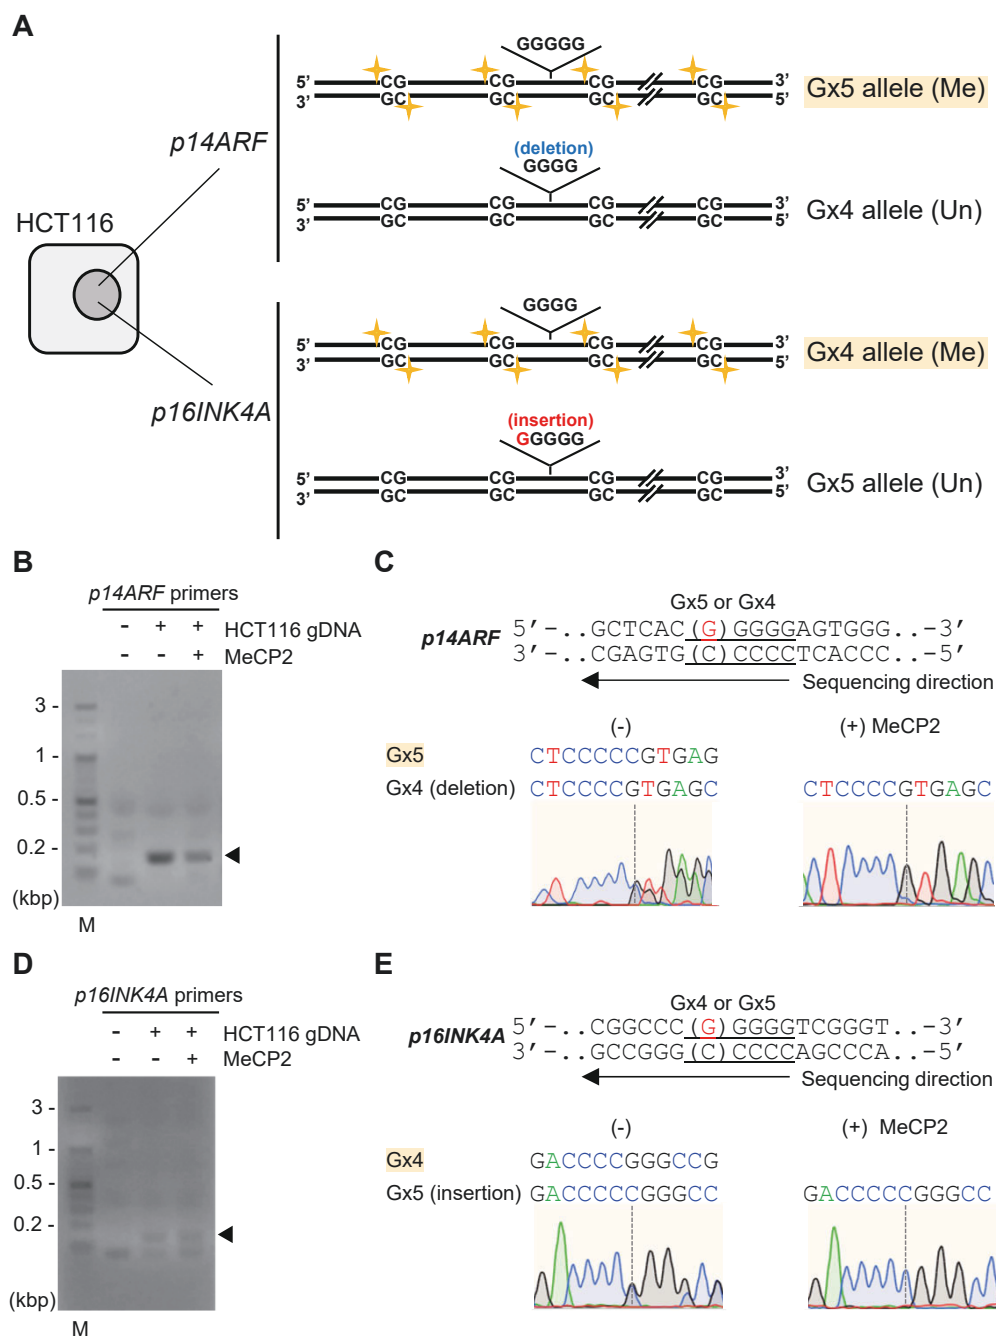 A
GGGGG
5’ CG CG CG CG 3’
3’ GC GC GC GC 5’
Gx5 allele (Me)
p14ARF
(deletion)
GGGG
5’ CG CG CG CG 3’
3’ GC GC GC GC 5’
Gx4 allele (Un)
HCT116
GGGG
5’ CG CG CG CG 3’
3’ GC GC GC GC 5’
Gx4 allele (Me)
p16INK4A
(insertion)
GGGGG
5’ CG CG CG CG 3’
3’ GC GC GC GC 5’
Gx5 allele (Un)
B
p14ARF primers
- + + HCT116 gDNA
- - + MeCP2
3 -
1 -
0.5 -
0.2 -
(kbp)
M
C
Gx5 or Gx4
p14ARF
5’-..GCTCAC(G)GGGGAGTGGG..-3’
3’-..CGAGTG(C)CCCCTCACCC..-5’
Sequencing direction
(-) (+) MeCP2
Gx5 CTCCCCCGTGAG
Gx4 (deletion) CTCCCCGTGAGC CTCCCCGTGAGC
D
p16INK4A primers
- + + HCT116 gDNA
- - + MeCP2
3 -
1 -
0.5 -
0.2 -
(kbp)
M
E
Gx4 or Gx5
p16INK4A
5’-..CGGCCC(G)GGGGTCGGGT..-3’
3’-..GCCGGG(C)CCCCAGCCCA..-5’
Sequencing direction
(-) (+) MeCP2
Gx4 GACCCCGGGCCG
Gx5 (insertion) GACCCCCGGGCC GACCCCCGGGCC